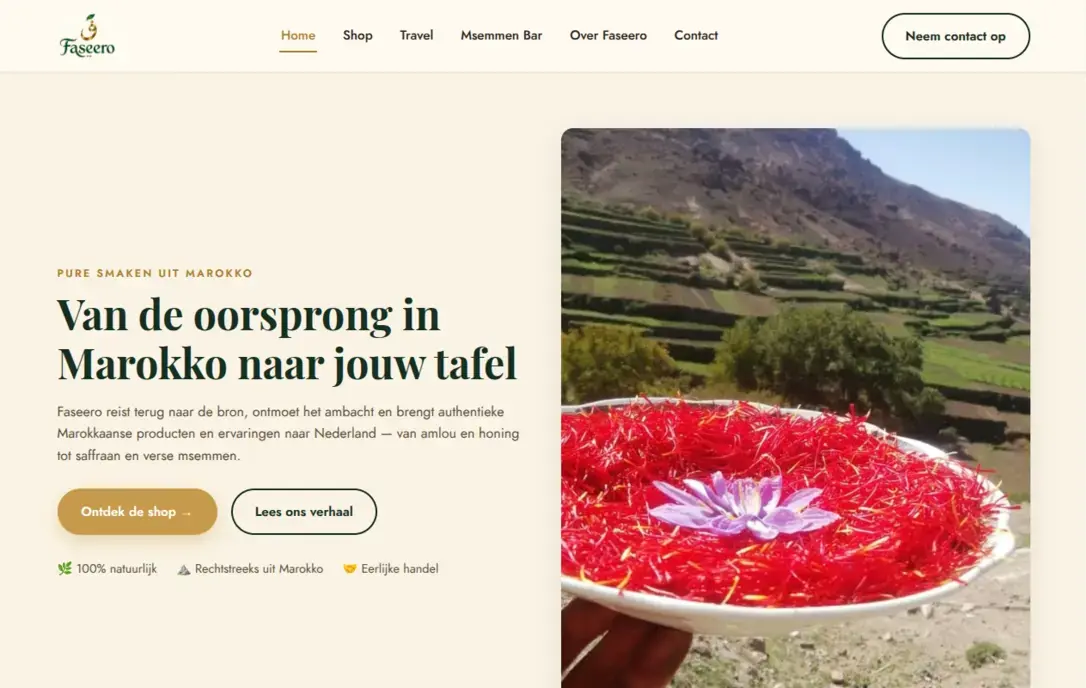 ق
Faseero
Home Shop Travel Msemmen Bar Over Faseero Contact
Neem contact op
PURE SMAKEN UIT MAROKKO
Van de oorsprong in
Marokko naar jouw tafel
Faseero reist terug naar de bron, ontmoet het ambacht en brengt authentieke
Marokkaanse producten en ervaringen naar Nederland — van amlou en honing
tot saffraan en verse msemmen.
Ontdek de shop →
Lees ons verhaal
🌿 100% natuurlijk ⛰️ Rechtstreeks uit Marokko 🤝 Eerlijke handel